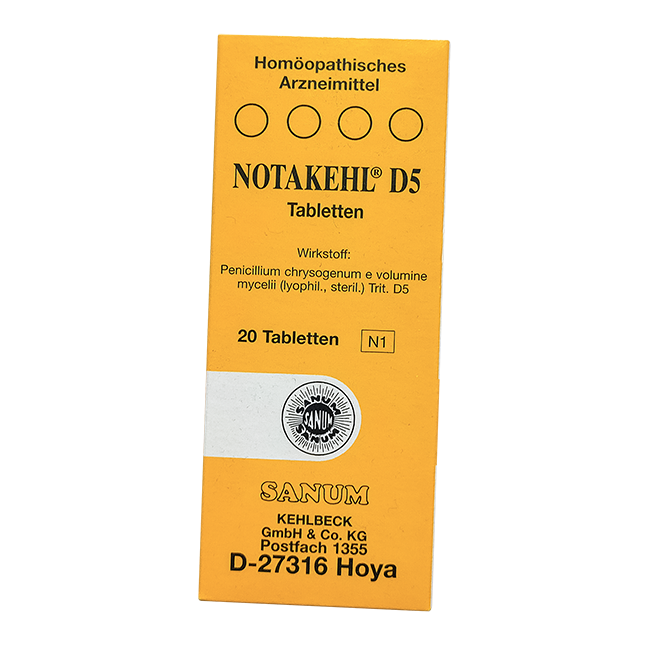 Homöopathisches
Arzneimittel
NOTAKEHL® D5
Tabletten
Wirkstoff:
Penicillium chrysogenum e volumine
mycelii (lyophil., steril.) Trit. D5
20 Tabletten N1
SANUM
SANUM
SANUM
SANUM
KEHLBECK
GmbH & Co. KG
Postfach 1355
D-27316 Hoya